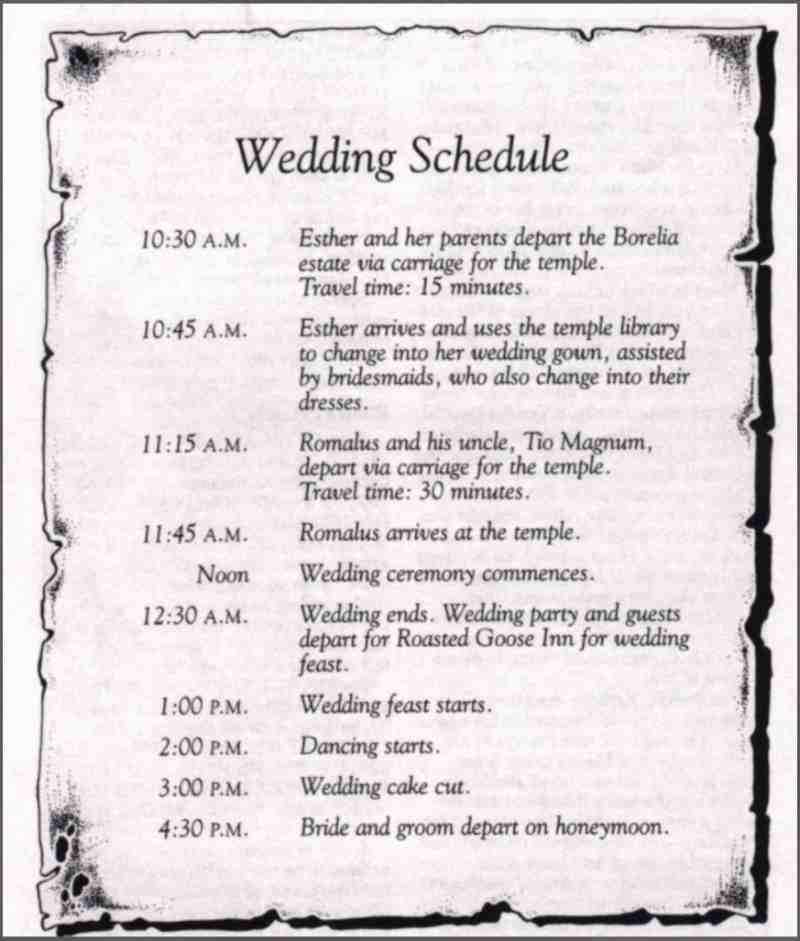 Wedding Schedule
10:30 A.M. Esther and her parents depart the Borelia
estate via carriage for the temple.
Travel time: 15 minutes.
10:45 A.M. Esther arrives and uses the temple library
to change into her wedding gown, assisted
by bridesmaids, who also change into their
dresses.
11:15 A.M. Romalus and his uncle, Tio Magnum,
depart via carriage for the temple.
Travel time: 30 minutes.
11:45 A.M. Romalus arrives at the temple.
Noon Wedding ceremony commences.
12:30 A.M. Wedding ends. Wedding party and guests
depart for Roasted Goose Inn for wedding
feast.
1:00 P.M. Wedding feast starts.
2:00 P.M. Dancing starts.
3:00 P.M. Wedding cake cut.
4:30 P.M. Bride and groom depart on honeymoon.